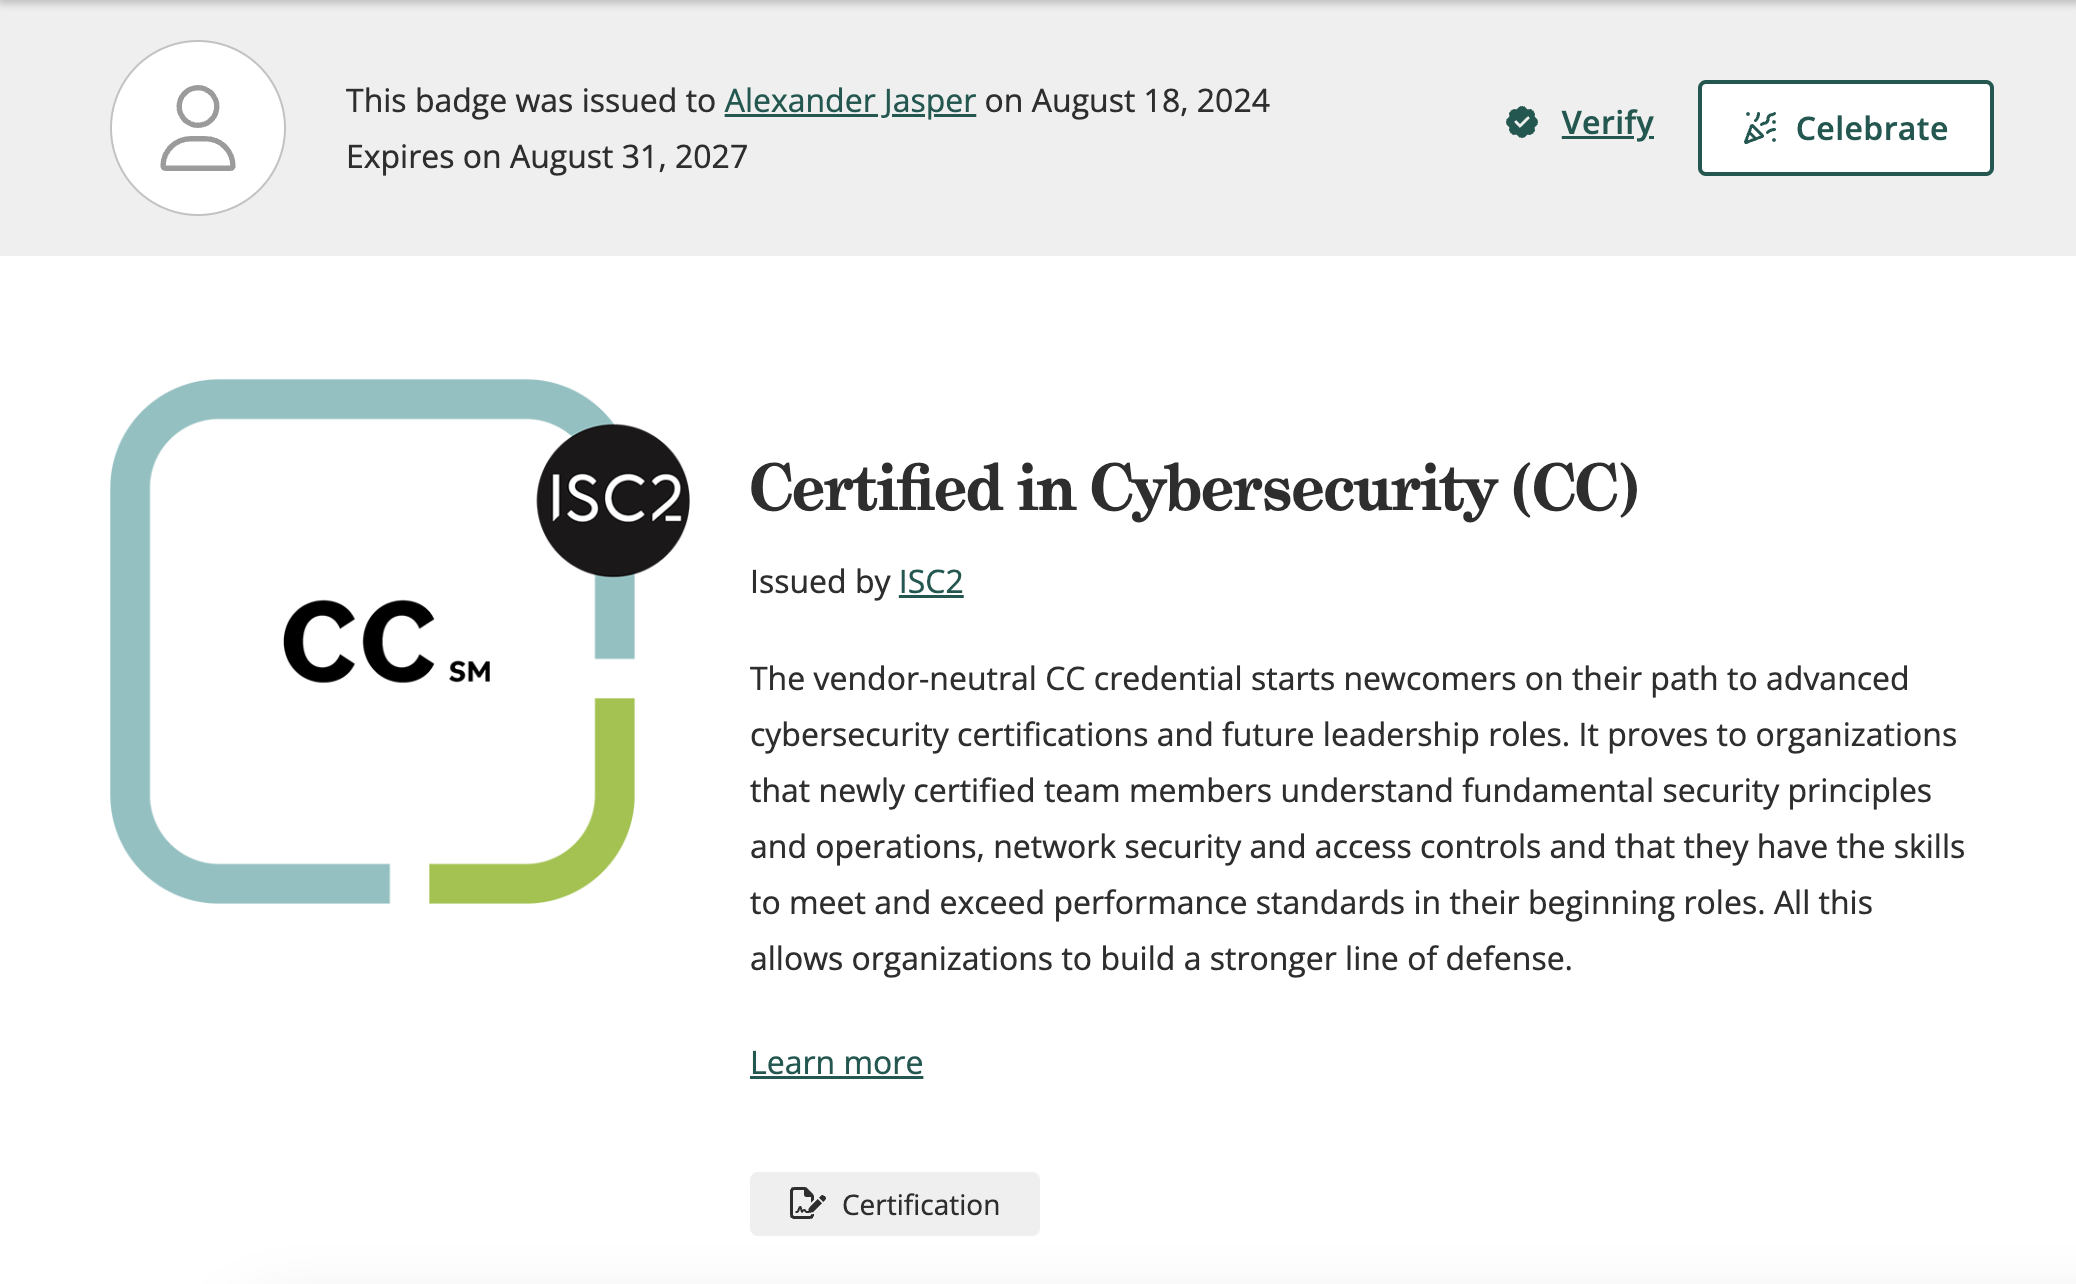 This badge was issued to Alexander Jasper on August 18, 2024
Expires on August 31, 2027
Verify
Celebrate
ISC2
CC SM
Certified in Cybersecurity (CC)
Issued by ISC2
The vendor-neutral CC credential starts newcomers on their path to advanced
cybersecurity certifications and future leadership roles. It proves to organizations
that newly certified team members understand fundamental security principles
and operations, network security and access controls and that they have the skills
to meet and exceed performance standards in their beginning roles. All this
allows organizations to build a stronger line of defense.
Learn more
Certification